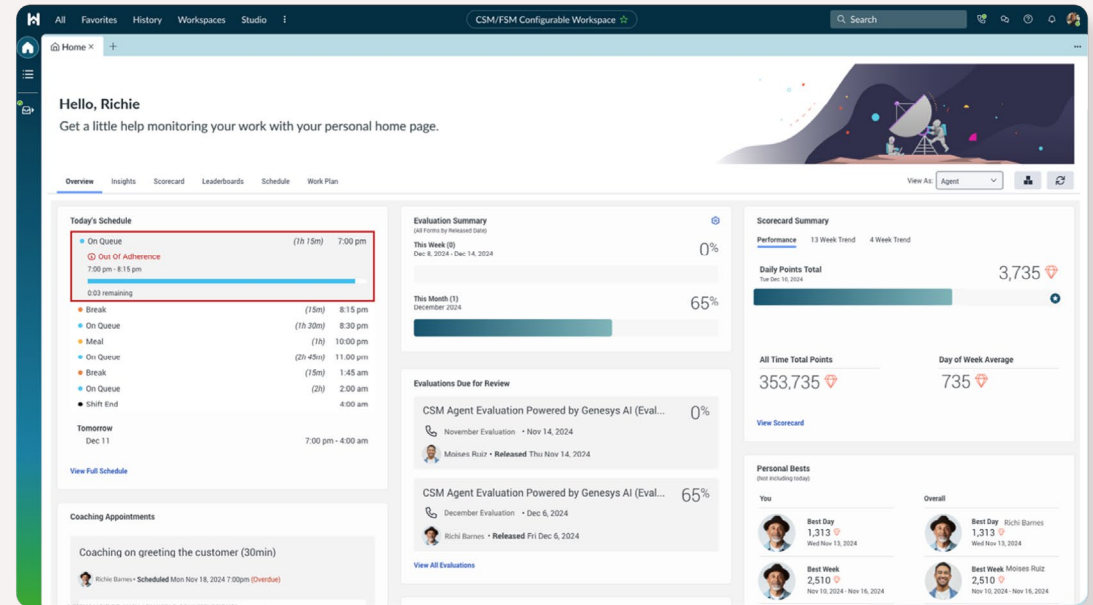 All Favorites History Workspaces Studio
CSM/FSM Configurable Workspace
Search
Home
Hello, Richie
Get a little help monitoring your work with your personal home page.
Overview Insights Scorecard Leaderboards Schedule Work Plan
View As: Agent
Today's Schedule
On Queue (1h 15m) 7:00 pm
Out Of Adherence
7:00 pm - 8:15 pm
0:03 remaining
Break (15m) 8:15 pm
On Queue (1h 30m) 8:30 pm
Meal (1h) 10:00 pm
On Queue (2h 45m) 11:00 pm
Break (15m) 1:45 am
On Queue (2h) 2:00 am
Shift End 4:00 am
Tomorrow
Dec 11 7:00 pm - 4:00 am
View Full Schedule
Coaching Appointments
Coaching on greeting the customer (30min)
Richie Barnes • Scheduled Mon Nov 18, 2024 7:00pm (Overdue)
Evaluation Summary
(All Forms by Released Date)
This Week (0)
Dec 8, 2024 - Dec 14, 2024
0%
This Month (1)
December 2024
65%
Evaluations Due for Review
CSM Agent Evaluation Powered by Genesys AI (Eval... 0%
November Evaluation • Nov 14, 2024
Moises Ruiz • Released Thu Nov 14, 2024
CSM Agent Evaluation Powered by Genesys AI (Eval... 65%
December Evaluation • Dec 6, 2024
Richi Barnes • Released Fri Dec 6, 2024
View All Evaluations
Scorecard Summary
Performance 13 Week Trend 4 Week Trend
Daily Points Total
Tue Dec 10, 2024
3,735
All Time Total Points Day of Week Average
353,735 735
View Scorecard
Personal Bests
(Not including today)
You Overall
Best Day Best Day Richi Barnes
1,313 1,313
Wed Nov 13, 2024 Wed Nov 13, 2024
Best Week Best Week Moises Ruiz
2,510 2,510
Nov 10, 2024 - Nov 16, 2024 Nov 10, 2024 - Nov 16, 2024